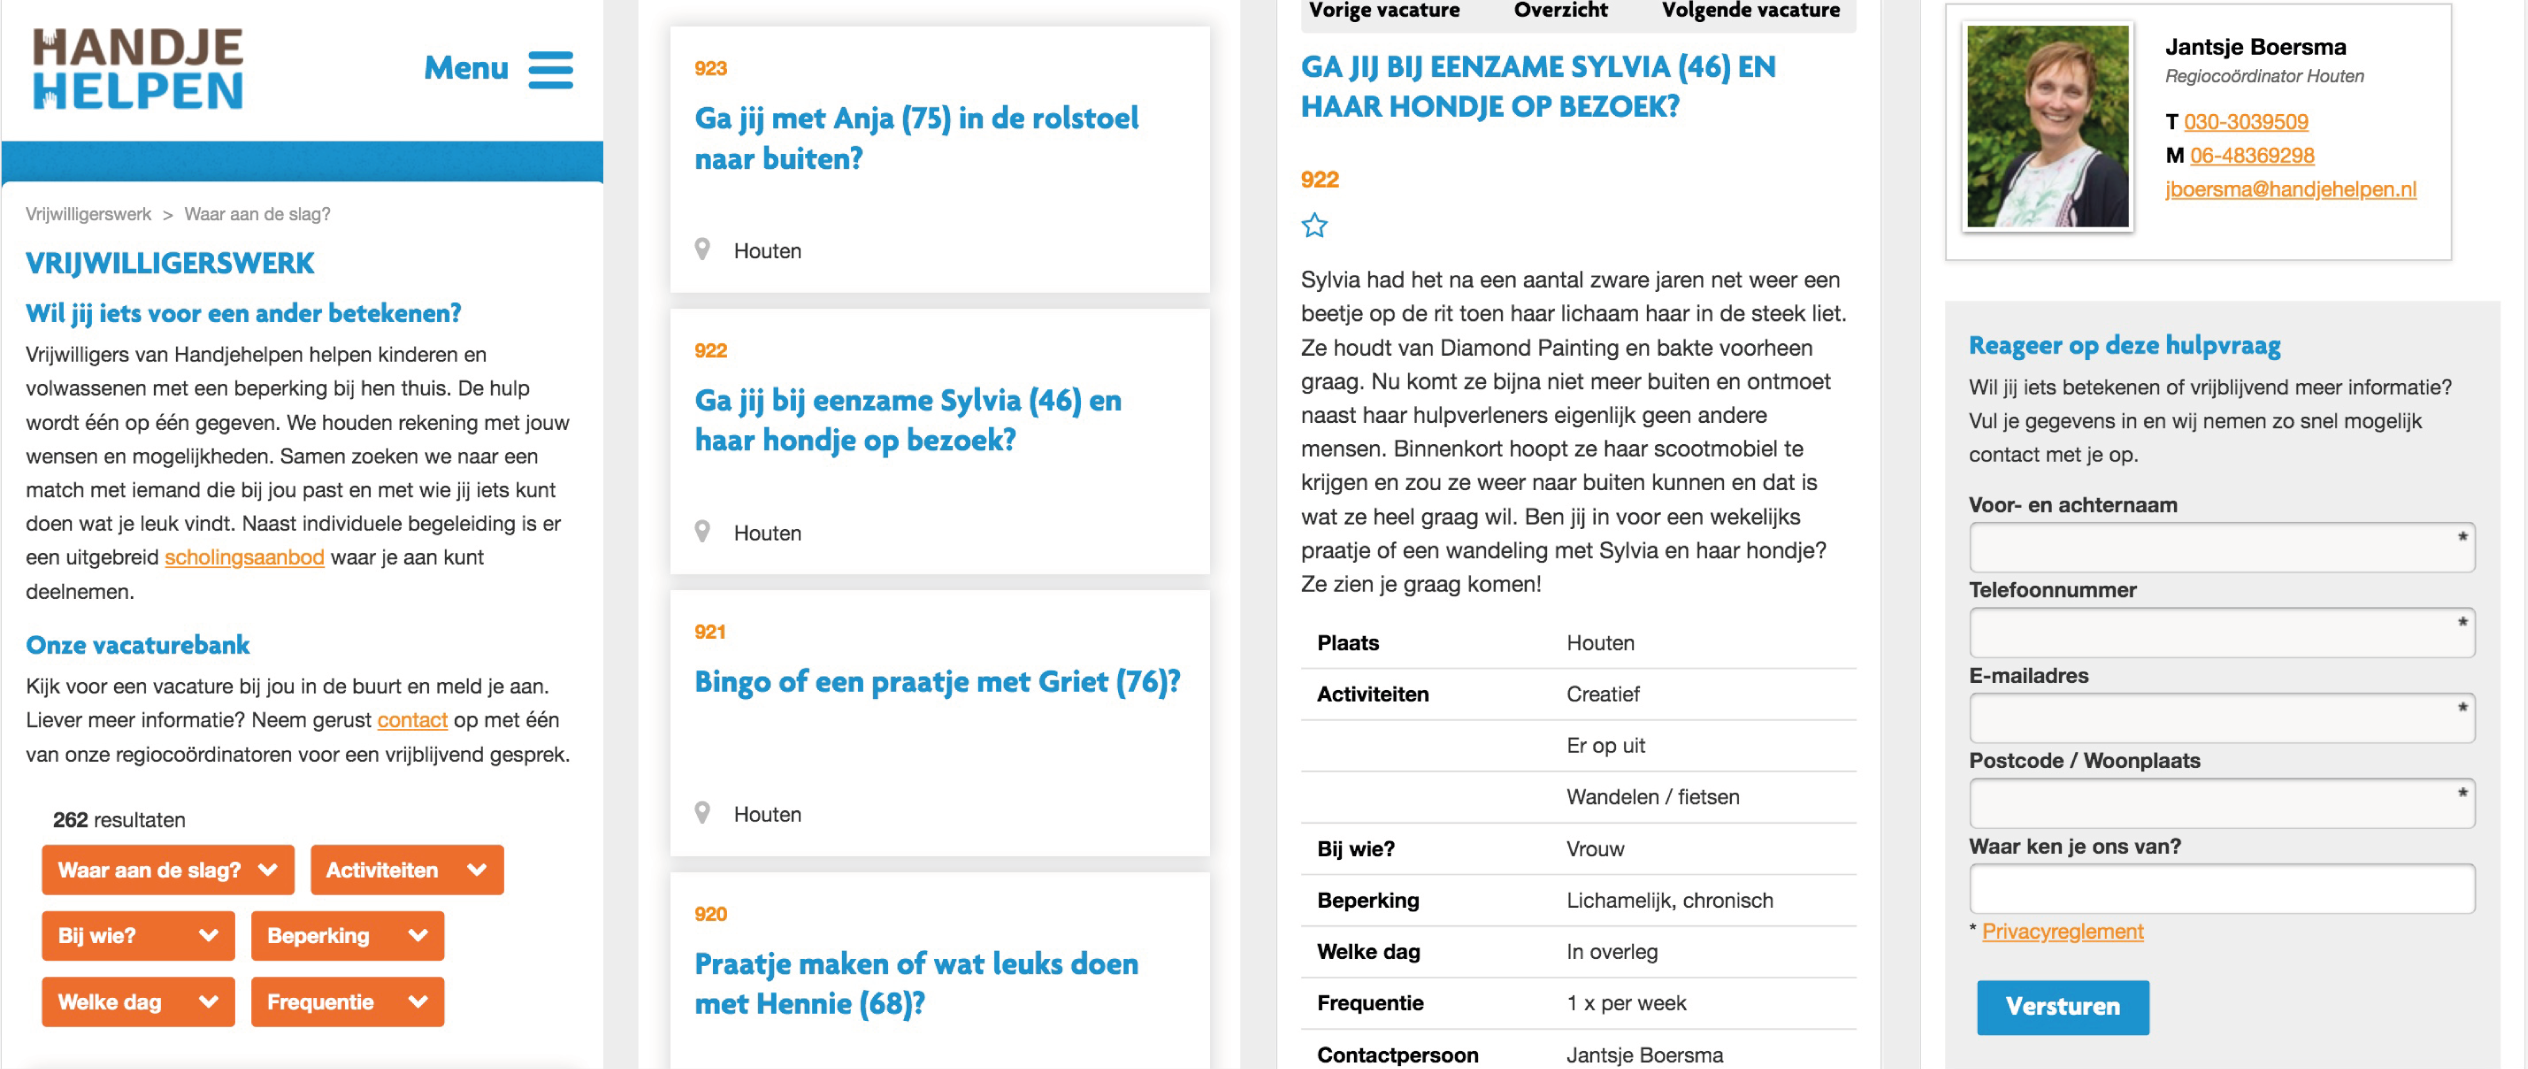 HANDJE
HELPEN
Menu
Vrijwilligerswerk > Waar aan de slag?
VRIJWILLIGERSWERK
Wil jij iets voor een ander betekenen?
Vrijwilligers van Handjehelpen helpen kinderen en
volwassenen met een beperking bij hen thuis. De hulp
wordt één op één gegeven. We houden rekening met jouw
wensen en mogelijkheden. Samen zoeken we naar een
match met iemand die bij jou past en met wie jij iets kunt
doen wat je leuk vindt. Naast individuele begeleiding is er
een uitgebreid scholingsaanbod waar je aan kunt
deelnemen.
Onze vacaturebank
Kijk voor een vacature bij jou in de buurt en meld je aan.
Liever meer informatie? Neem gerust contact op met één
van onze regiocoördinatoren voor een vrijblijvend gesprek.
262 resultaten
Waar aan de slag?
Activiteiten
Bij wie?
Beperking
Welke dag
Frequentie
923
Ga jij met Anja (75) in de rolstoel
naar buiten?
Houten
922
Ga jij bij eenzame Sylvia (46) en
haar hondje op bezoek?
Houten
921
Bingo of een praatje met Griet (76)?
Houten
920
Praatje maken of wat leuks doen
met Hennie (68)?
Vorige vacature Overzicht Volgende vacature
GA JIJ BIJ EENZAME SYLVIA (46) EN
HAAR HONDJE OP BEZOEK?
922
Sylvia had het na een aantal zware jaren net weer een
beetje op de rit toen haar lichaam haar in de steek liet.
Ze houdt van Diamond Painting en bakte voorheen
graag. Nu komt ze bijna niet meer buiten en ontmoet
naast haar hulpverleners eigenlijk geen andere
mensen. Binnenkort hoopt ze haar scootmobiel te
krijgen en zou ze weer naar buiten kunnen en dat is
wat ze heel graag wil. Ben jij in voor een wekelijks
praatje of een wandeling met Sylvia en haar hondje?
Ze zien je graag komen!
Plaats Houten
Activiteiten Creatief
Er op uit
Wandelen / fietsen
Bij wie? Vrouw
Beperking Lichamelijk, chronisch
Welke dag In overleg
Frequentie 1 x per week
Contactpersoon Jantsje Boersma
Jantsje Boersma
Regiocoördinator Houten
T 030-3039509
M 06-48369298
jboersma@handjehelpen.nl
Reageer op deze hulpvraag
Wil jij iets betekenen of vrijblijvend meer informatie?
Vul je gegevens in en wij nemen zo snel mogelijk
contact met je op.
Voor- en achternaam
*
Telefoonnummer
*
E-mailadres
*
Postcode / Woonplaats
*
Waar ken je ons van?
* Privacyreglement
Versturen